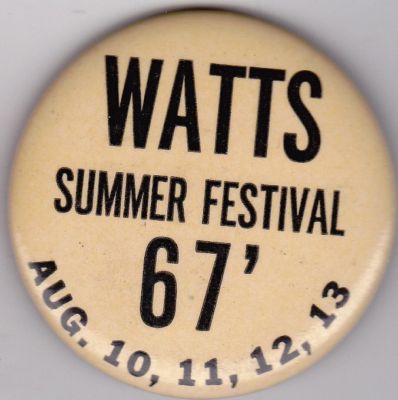 WATTS
SUMMER FESTIVAL
67’
AUG. 10, 11, 12, 13